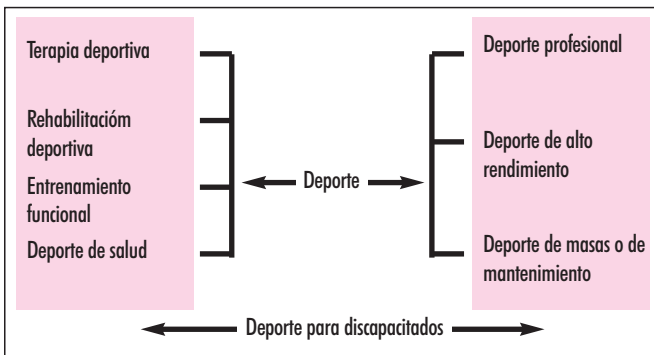 Terapia deportiva
Rehabilitacióm
deportiva
Entrenamiento
funcional
Deporte de salud
Deporte
Deporte profesional
Deporte de alto
rendimiento
Deporte de masas o de
mantenimiento
Deporte para discapacitados